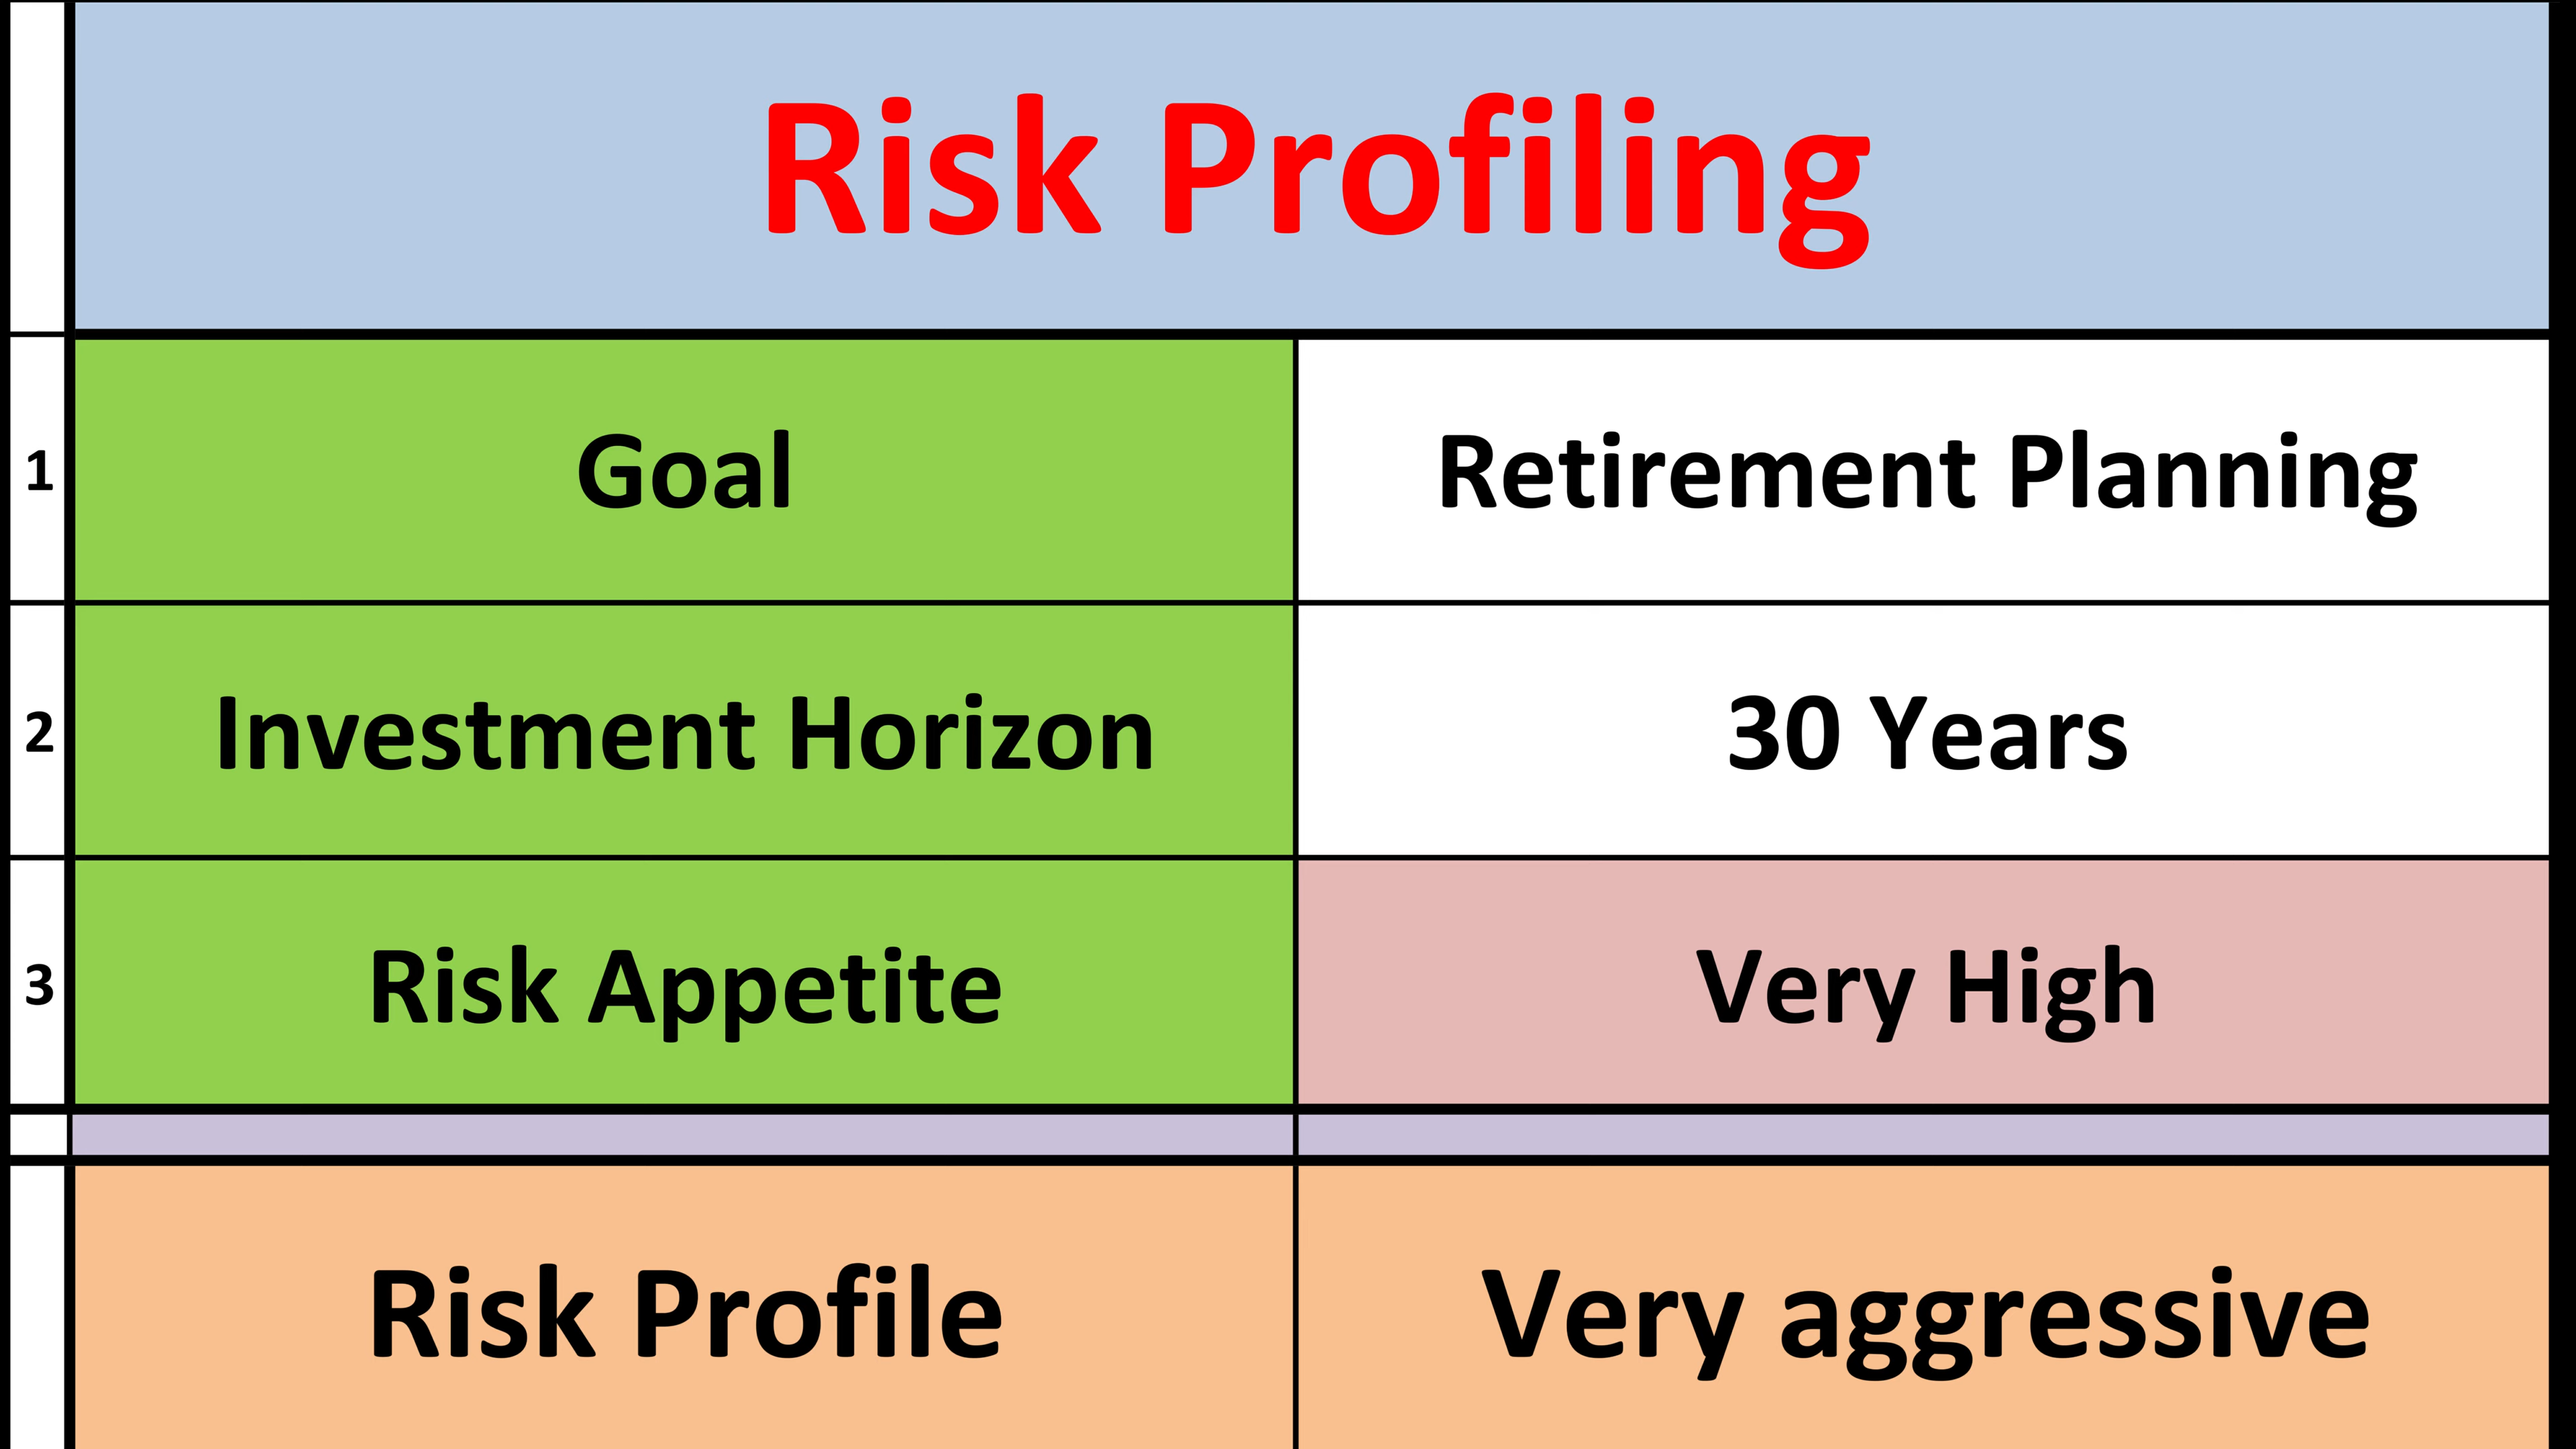 Risk Profiling
1 Goal Retirement Planning
2 Investment Horizon 30 Years
3 Risk Appetite Very High
Risk Profile Very aggressive